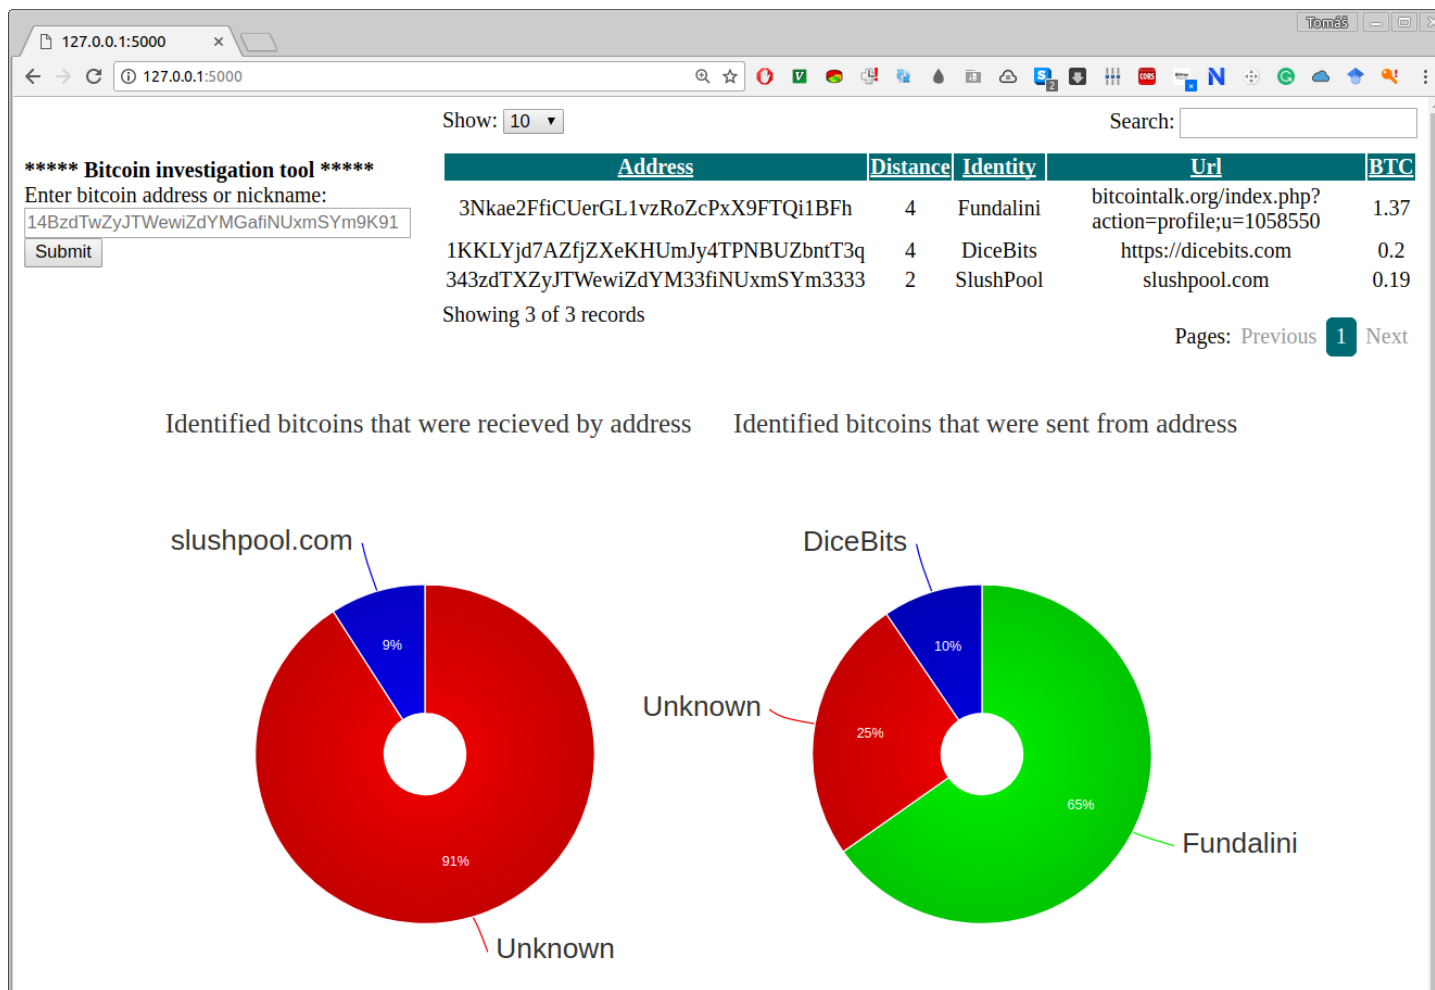 Tomáš
127.0.0.1:5000
127.0.0.1:5000
Show: 10
Search:
***** Bitcoin investigation tool *****
Enter bitcoin address or nickname:
14BzdTwZyJTWewiZdYMGafiNUxmSYm9K91
Submit
Address Distance Identity Url BTC
3Nkae2FfiCUerGL1vzRoZcPxX9FTQi1BFh 4 Fundalini bitcointalk.org/index.php? 1.37
action=profile;u=1058550
1KKLYjd7AZfjZXeKHUmJy4TPNBUZbntT3q 4 DiceBits https://dicebits.com 0.2
343zdTXZyJTWewiZdYM33fiNUxmSYm3333 2 SlushPool slushpool.com 0.19
Showing 3 of 3 records
Pages: Previous 1 Next
Identified bitcoins that were recieved by address
Identified bitcoins that were sent from address
slushpool.com
9%
91%
Unknown
DiceBits
10%
Unknown
25%
65%
Fundalini